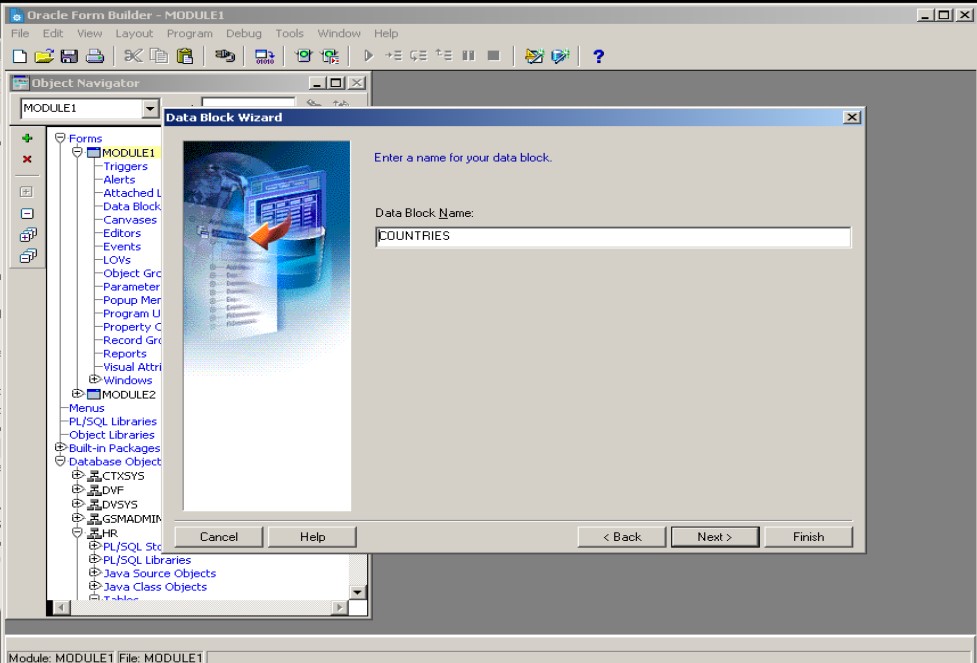 Oracle Form Builder - MODULE1
File Edit View Layout Program Debug Tools Window Help
Object Navigator
MODULE1
Data Block Wizard
Forms
MODULE1
Triggers
Alerts
Attached L
Data Block
Canvases
Editors
Events
LOVs
Object Gro
Parameter
Popup Mer
Program U
Property C
Record Gro
Reports
Visual Attri
Windows
MODULE2
Menus
PL/SQL Libraries
Object Libraries
Built-in Packages
Database Object
CTXSYS
DVF
DVSYS
GSMADMIN
HR
PL/SQL Sto
PL/SQL Libraries
Java Source Objects
Java Class Objects
Tables
Enter a name for your data block.
Data Block Name:
COUNTRIES
Cancel Help < Back Next > Finish
Module: MODULE1 File: MODULE1